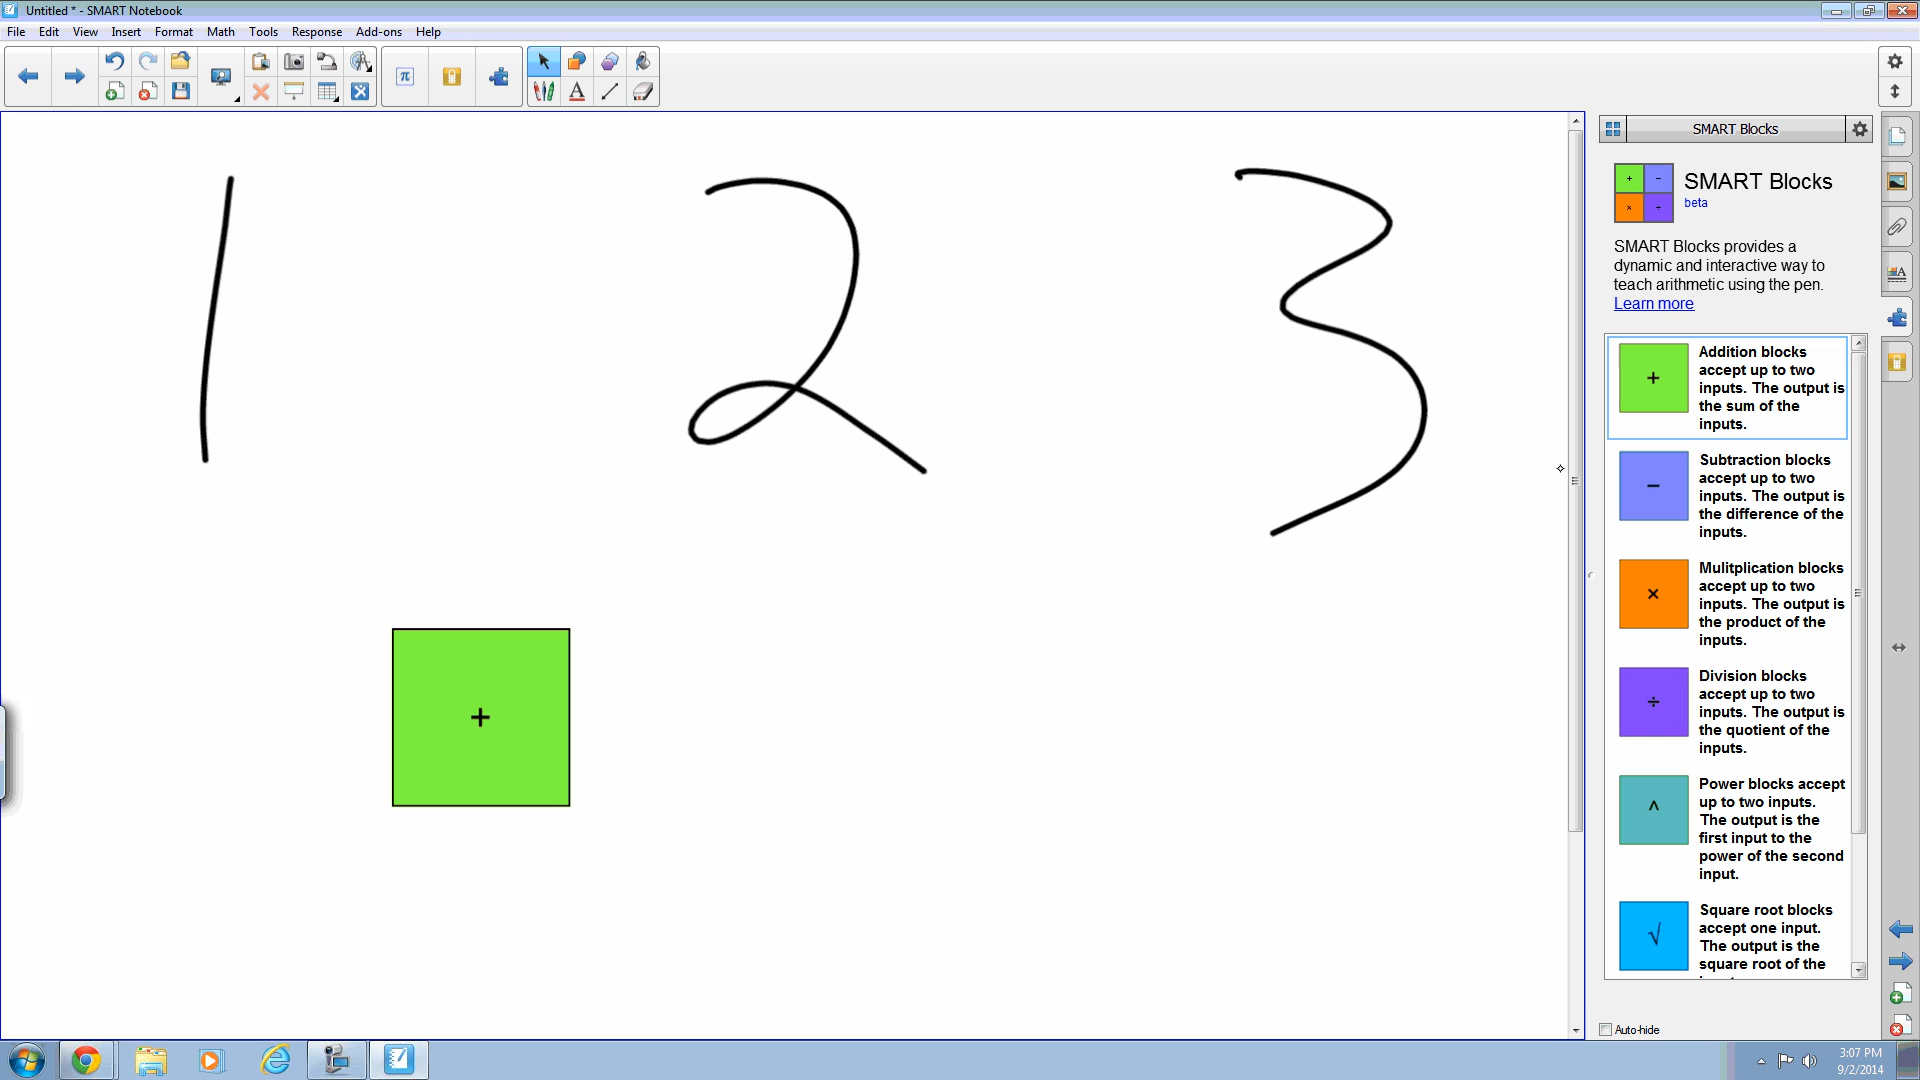 Untitled * - SMART Notebook
File Edit View Insert Format Math Tools Response Add-ons Help
π
A
SMART Blocks
+ −
× ÷
SMART Blocks
beta
SMART Blocks provides a
dynamic and interactive way to
teach arithmetic using the pen.
Learn more
1 2 3
+
+
Addition blocks
accept up to two
inputs. The output is
the sum of the
inputs.
−
Subtraction blocks
accept up to two
inputs. The output is
the difference of the
inputs.
×
Mulitplication blocks
accept up to two
inputs. The output is
the product of the
inputs.
÷
Division blocks
accept up to two
inputs. The output is
the quotient of the
inputs.
^
Power blocks accept
up to two inputs.
The output is the
first input to the
power of the second
input.
√
Square root blocks
accept one input.
The output is the
square root of the
Auto-hide
3:07 PM
9/2/2014